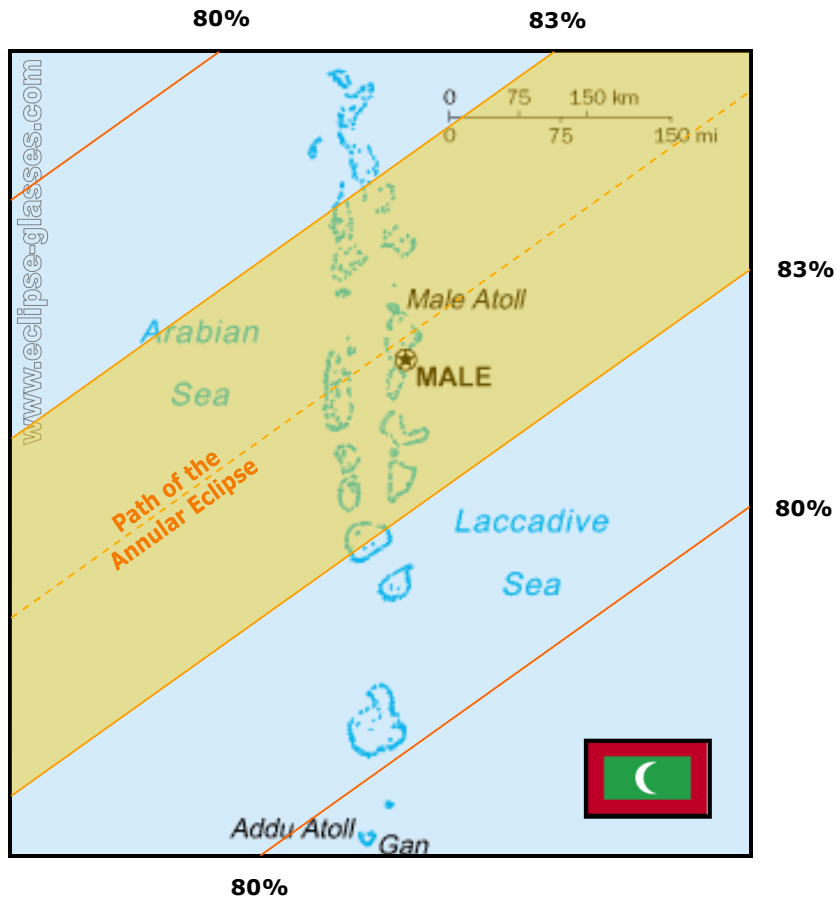 80%
83%
www.eclipse-glasses.com
0 75 150 km
0 75 150 mi
83%
Male Atoll
Arabian
Sea
MALE
Path of the
Annular Eclipse
80%
Laccadive
Sea
Addu Atoll
Gan
80%